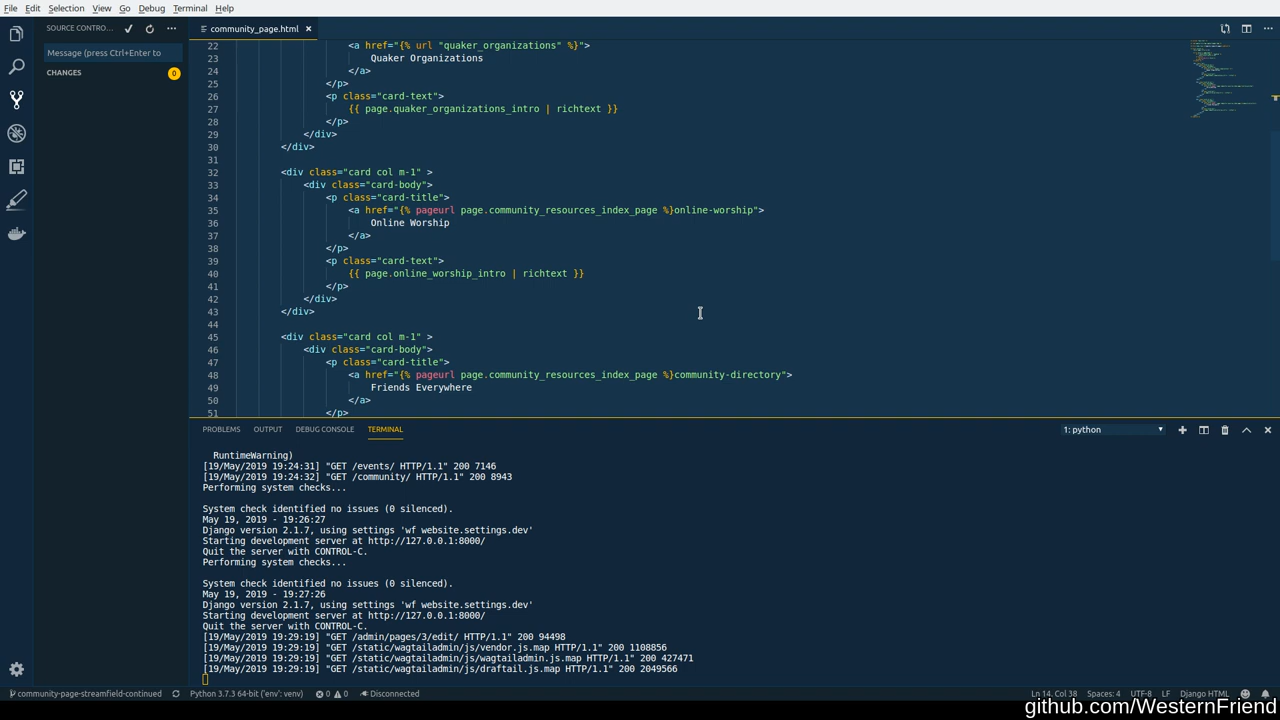 File Edit Selection View Go Debug Terminal Help
SOURCE CONTRO...
community_page.html
Message (press Ctrl+Enter to
CHANGES 0
22 <a href="{% url "quaker_organizations" %}">
23 Quaker Organizations
24 </a>
25 </p>
26 <p class="card-text">
27 {{ page.quaker_organizations_intro | richtext }}
28 </p>
29 </div>
30 </div>
31
32 <div class="card col m-1" >
33 <div class="card-body">
34 <p class="card-title">
35 <a href="{% pageurl page.community_resources_index_page %}online-worship">
36 Online Worship
37 </a>
38 </p>
39 <p class="card-text">
40 {{ page.online_worship_intro | richtext }}
41 </p>
42 </div>
43 </div>
44
45 <div class="card col m-1" >
46 <div class="card-body">
47 <p class="card-title">
48 <a href="{% pageurl page.community_resources_index_page %}community-directory">
49 Friends Everywhere
50 </a>
51 </p>
PROBLEMS OUTPUT DEBUG CONSOLE TERMINAL 1: python
RuntimeWarning)
[19/May/2019 19:24:31] "GET /events/ HTTP/1.1" 200 7146
[19/May/2019 19:24:32] "GET /community/ HTTP/1.1" 200 8943
Performing system checks...
System check identified no issues (0 silenced).
May 19, 2019 - 19:26:27
Django version 2.1.7, using settings 'wf website.settings.dev'
Starting development server at http://127.0.0.1:8000/
Quit the server with CONTROL-C.
Performing system checks...
System check identified no issues (0 silenced).
May 19, 2019 - 19:27:26
Django version 2.1.7, using settings 'wf website.settings.dev'
Starting development server at http://127.0.0.1:8000/
Quit the server with CONTROL-C.
[19/May/2019 19:29:19] "GET /admin/pages/3/edit/ HTTP/1.1" 200 94498
[19/May/2019 19:29:19] "GET /static/wagtailadmin/js/vendor.js.map HTTP/1.1" 200 1108856
[19/May/2019 19:29:19] "GET /static/wagtailadmin/js/wagtailadmin.js.map HTTP/1.1" 200 427471
[19/May/2019 19:29:19] "GET /static/wagtailadmin/js/draftail.js.map HTTP/1.1" 200 2049566
community-page-streamfield-continued Python 3.7.3 64-bit ('env': venv) 0 0 Disconnected Ln 14, Col 38 Spaces: 4 UTF-8 LF Django HTML
github.com/WesternFriend